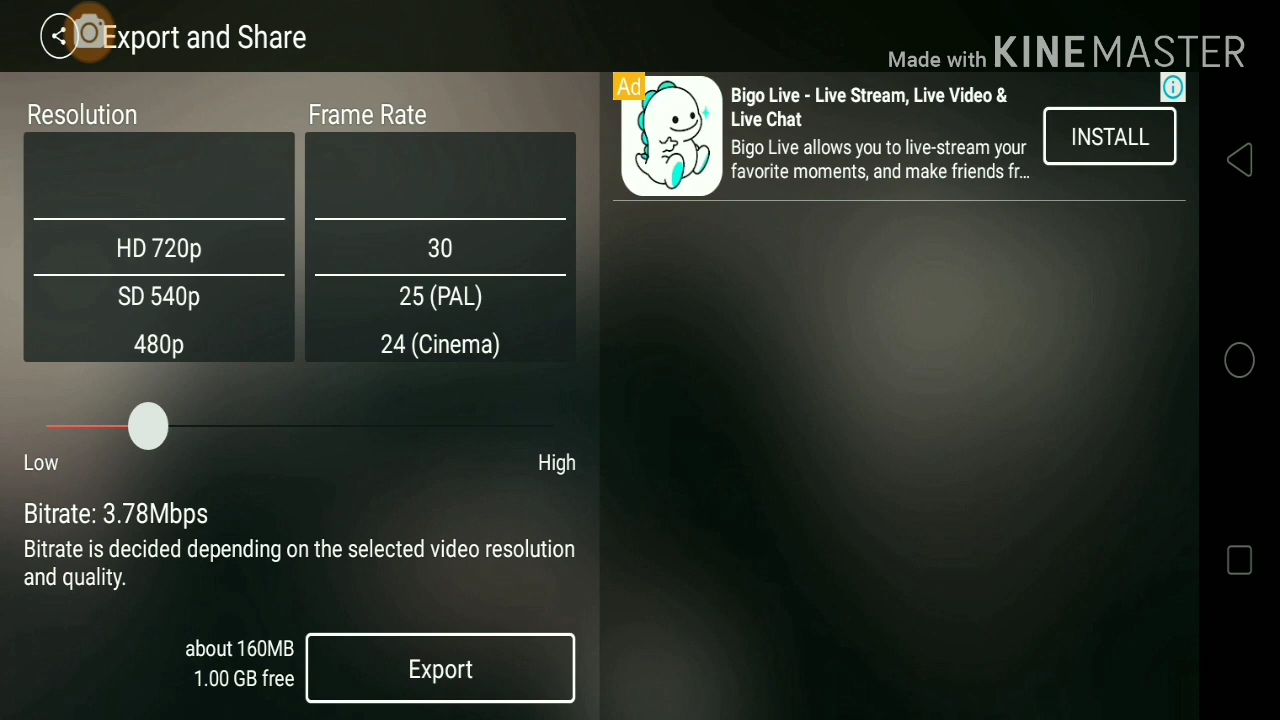 Export and Share
Made with KINEMASTER
Resolution
Frame Rate
HD 720p
SD 540p
480p
30
25 (PAL)
24 (Cinema)
Low
High
Bitrate: 3.78Mbps
Bitrate is decided depending on the selected video resolution
and quality.
about 160MB
1.00 GB free
Export
Ad
Bigo Live - Live Stream, Live Video &
Live Chat
Bigo Live allows you to live-stream your
favorite moments, and make friends fr...
INSTALL